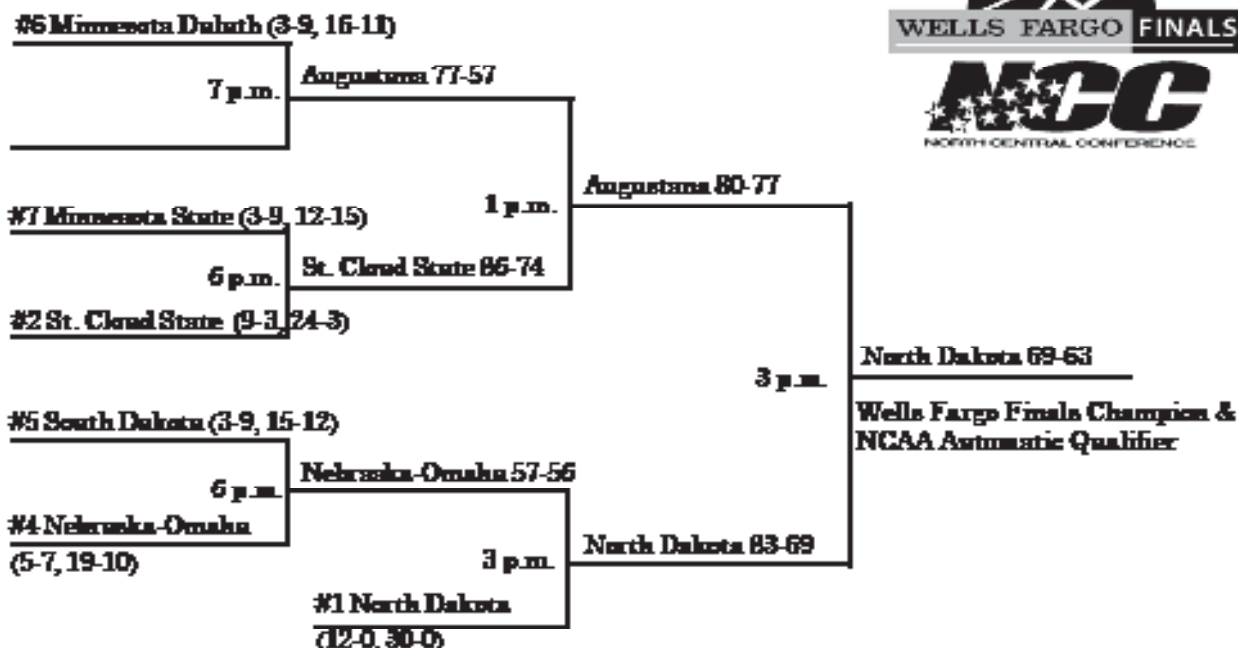 #6 Minnesota Duluth (3-9, 16-11)
WELLS FARGO FINALS
7 p.m.
Augustana 77-57
NCC
NORTH CENTRAL CONFERENCE
#7 Minnesota State (3-9, 12-15)
1 p.m.
Augustana 80-77
6 p.m.
St. Cloud State 86-74
#2 St. Cloud State (9-3, 24-3)
3 p.m.
North Dakota 69-63
Wells Fargo Finals Champion &
NCAA Automatic Qualifier
#5 South Dakota (3-9, 15-12)
6 p.m.
Nebraska-Omaha 57-56
#4 Nebraska-Omaha
(5-7, 19-10)
3 p.m.
North Dakota 83-69
#1 North Dakota
(12-0, 30-0)